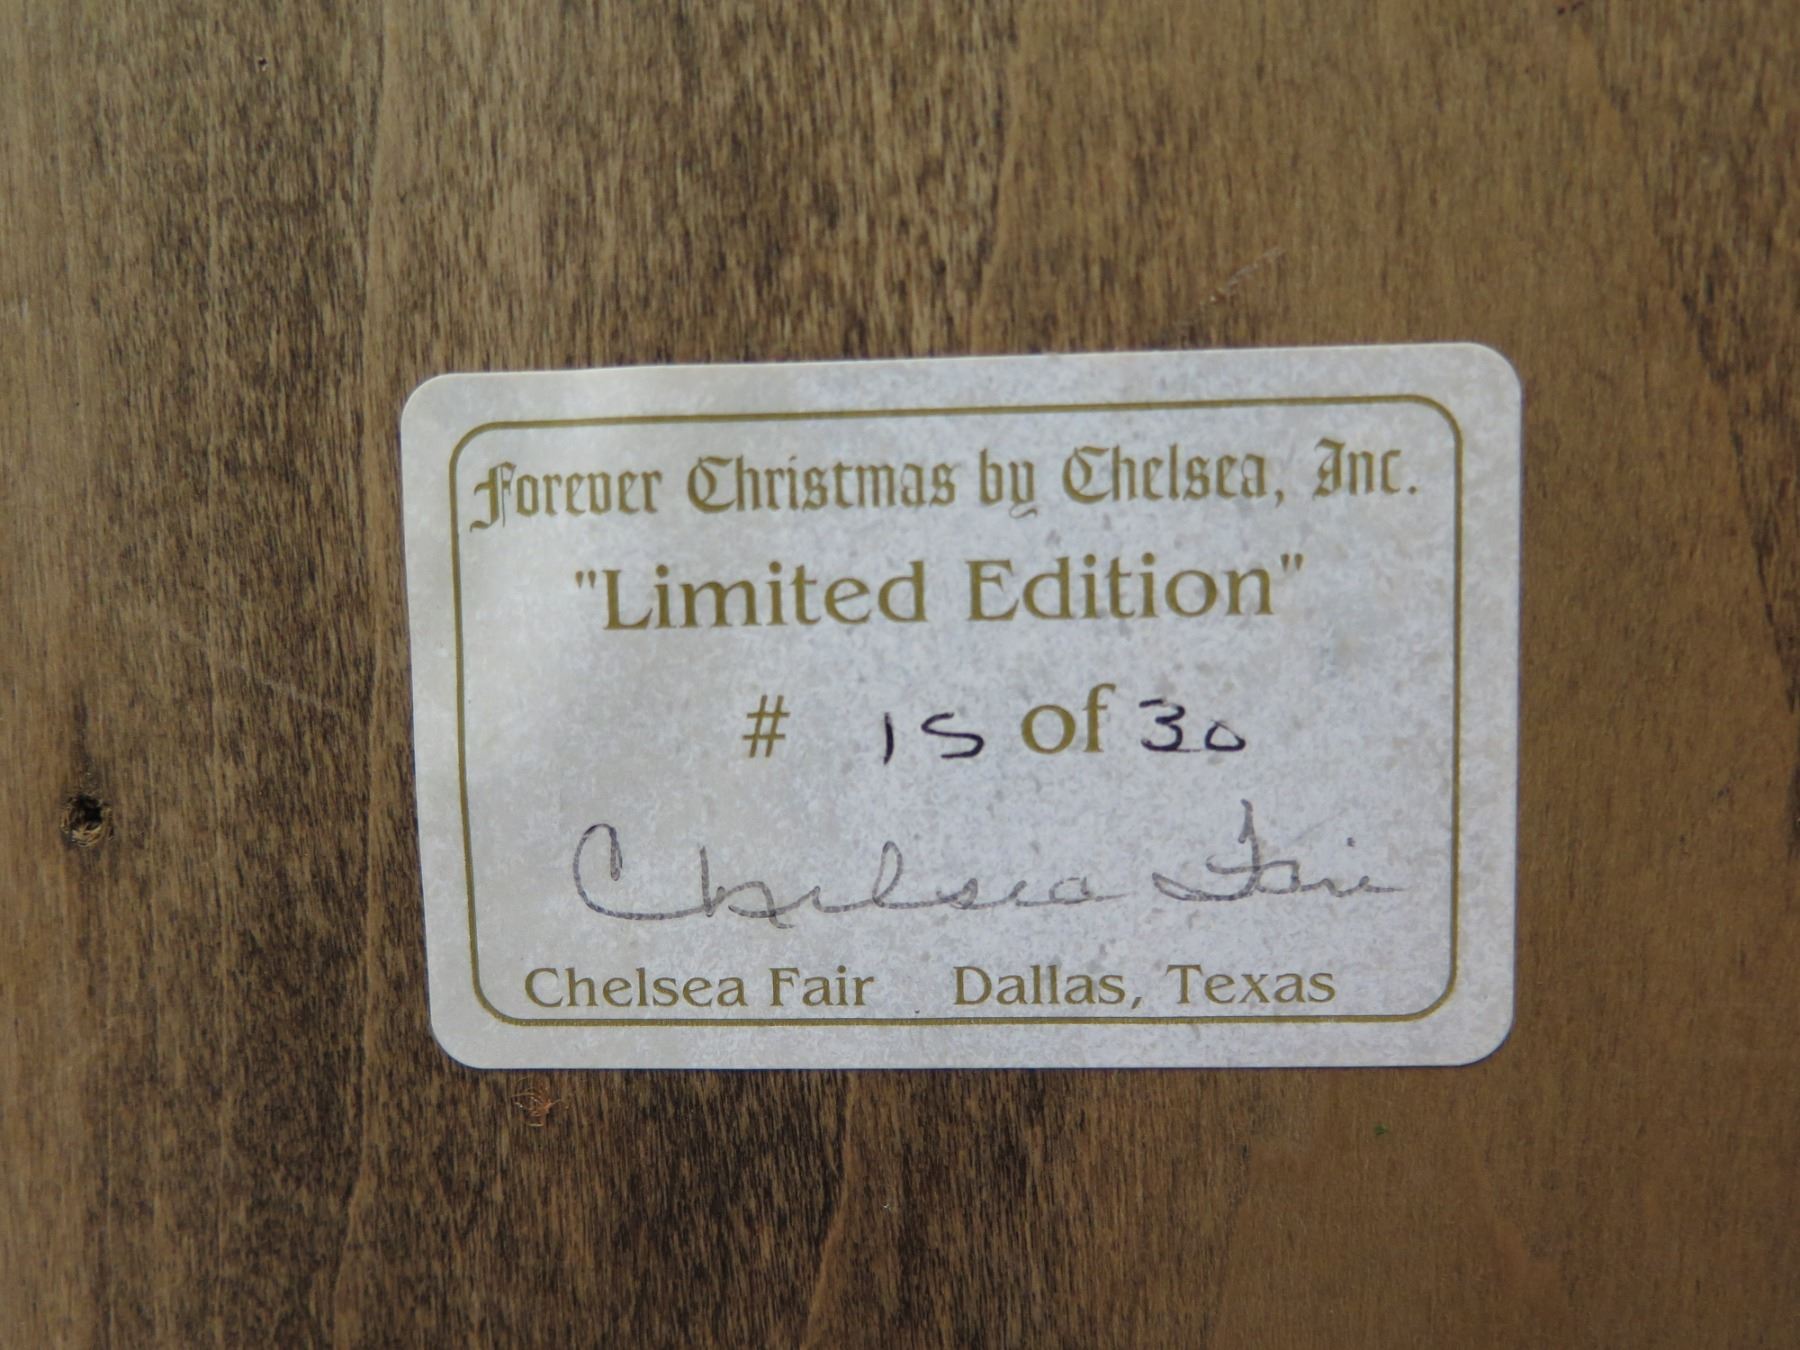 Forever Christmas by Chelsea, Inc.
"Limited Edition"
# 15 of 30
Chelsea Fair
Chelsea Fair Dallas, Texas